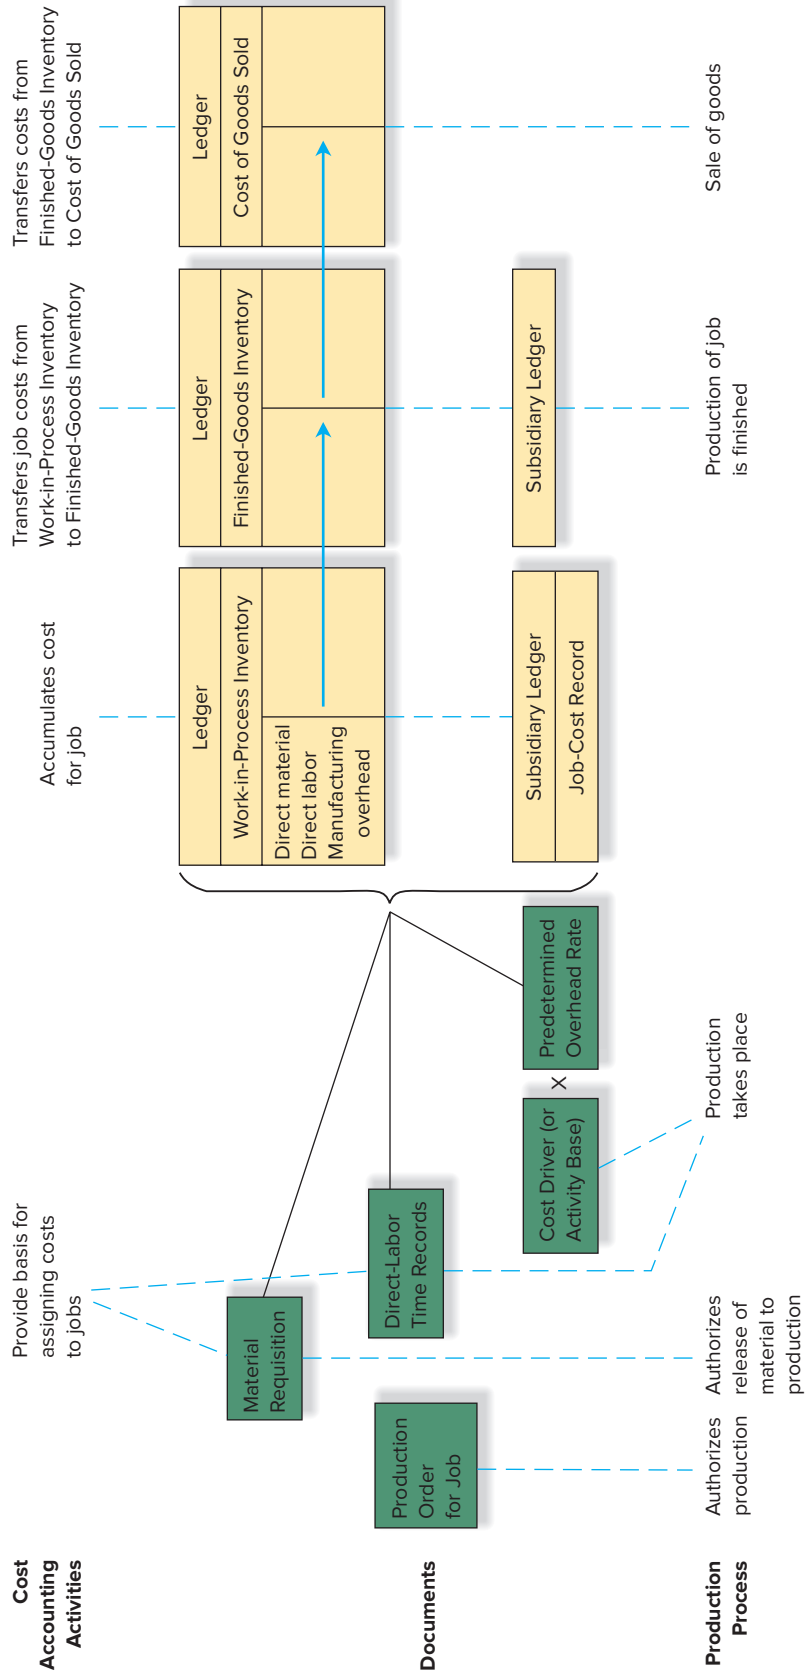 Cost
Accounting
Activities
Provide basis for
assigning costs
to jobs
Accumulates cost
for job
Transfers job costs from
Work-in-Process Inventory
to Finished-Goods Inventory
Transfers costs from
Finished-Goods Inventory
to Cost of Goods Sold
Documents
Production
Order
for Job
Material
Requisition
Direct-Labor
Time Records
Cost Driver (or
Activity Base)
X
Predetermined
Overhead Rate
Ledger
Work-in-Process Inventory
Direct material
Direct labor
Manufacturing
overhead
Subsidiary Ledger
Job-Cost Record
Ledger
Finished-Goods Inventory
Subsidiary Ledger
Ledger
Cost of Goods Sold
Production
Process
Authorizes
production
Authorizes
release of
material to
production
Production
takes place
Production of job
is finished
Sale of goods